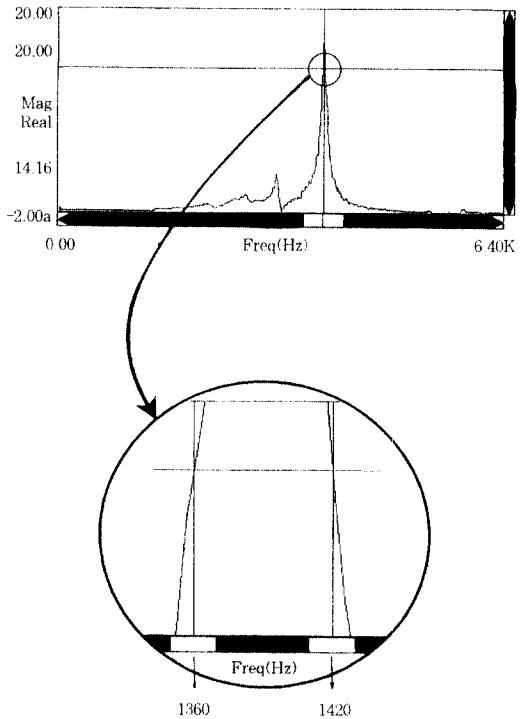 20.00
20.00
Mag
Real
14.16
-2.00a
0.00 Freq(Hz) 6.40K
Freq(Hz)
1360 1420